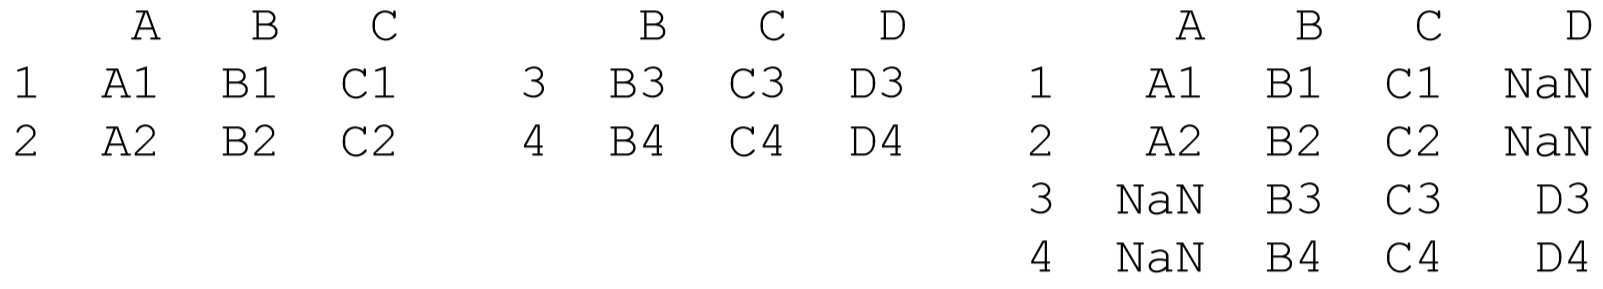 A   B   C        B   C   D         A   B   C    D
1  A1  B1  C1    3  B3  C3  D3    1   A1  B1  C1  NaN
2  A2  B2  C2    4  B4  C4  D4    2   A2  B2  C2  NaN
                                  3  NaN  B3  C3   D3
                                  4  NaN  B4  C4   D4